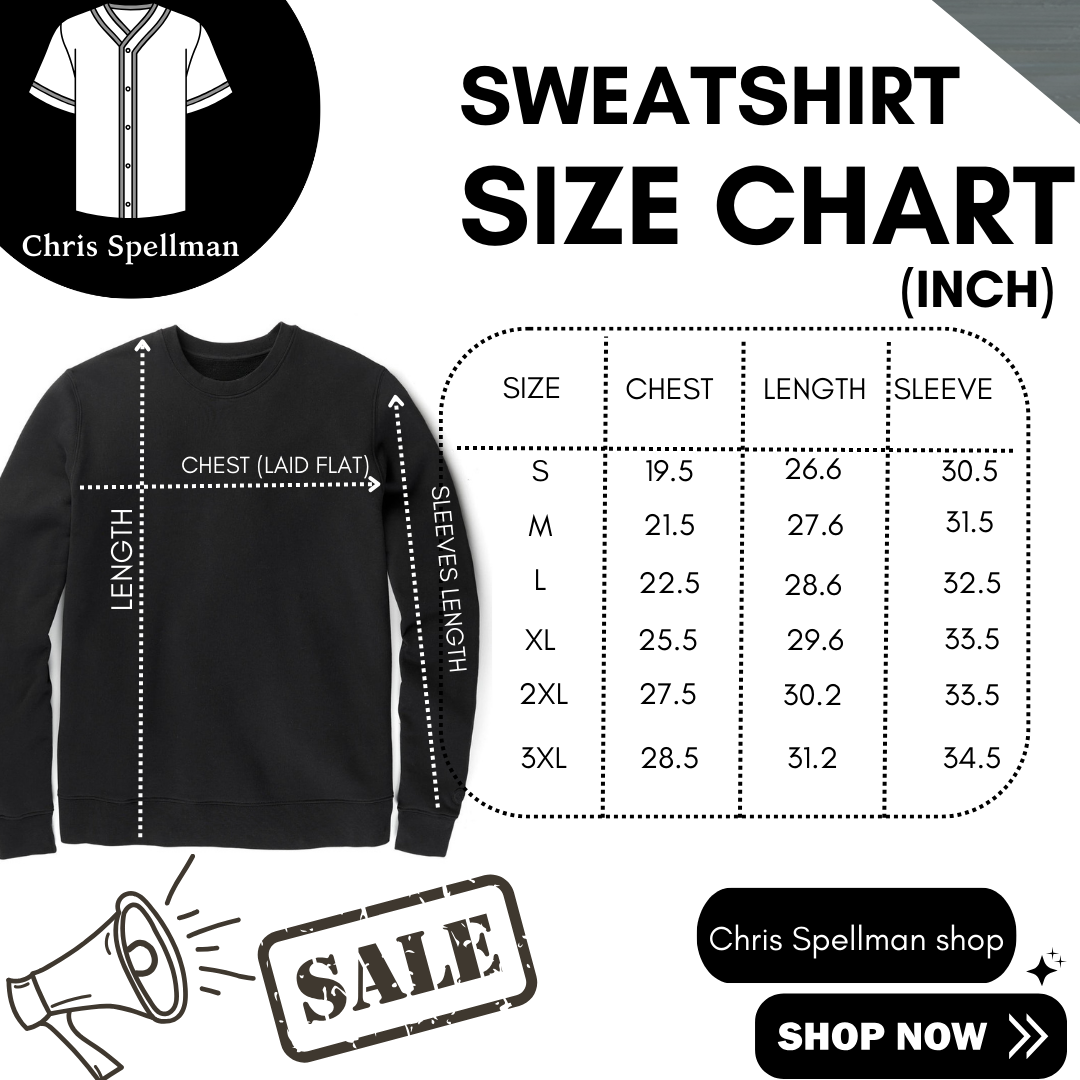 Chris Spellman
SWEATSHIRT
SIZE CHART
(INCH)
CHEST (LAID FLAT)
LENGTH
SLEEVES LENGTH
SIZE CHEST LENGTH SLEEVE
S 19.5 26.6 30.5
M 21.5 27.6 31.5
L 22.5 28.6 32.5
XL 25.5 29.6 33.5
2XL 27.5 30.2 33.5
3XL 28.5 31.2 34.5
SALE
Chris Spellman shop
SHOP NOW